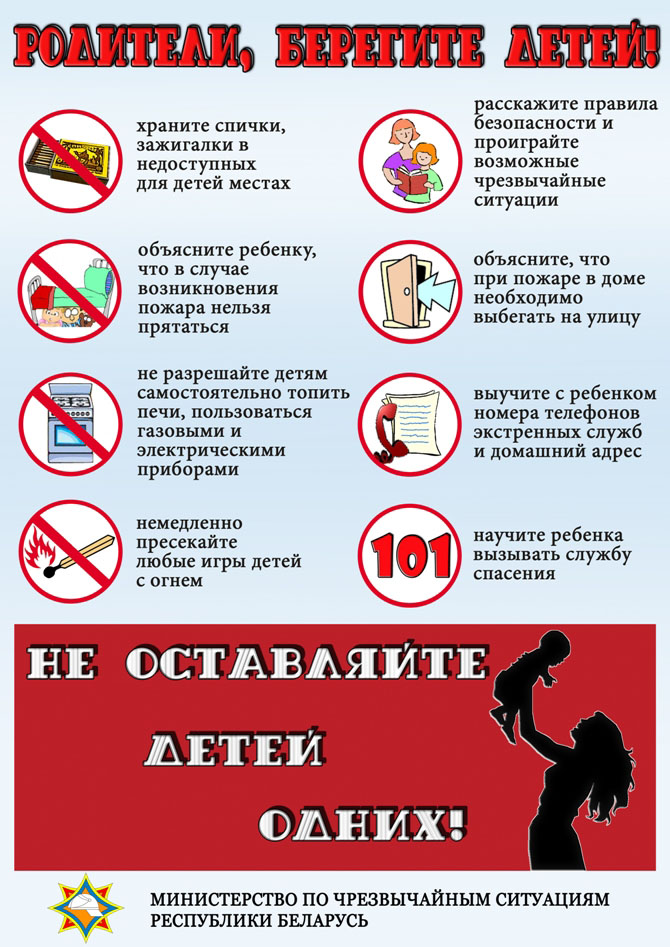 РОДИТЕЛИ, БЕРЕГИТЕ ДЕТЕЙ!
храните спички,
зажигалки в
недоступных
для детей местах
расскажите правила
безопасности и
проиграйте
возможные
чрезвычайные
ситуации
объясните ребенку,
что в случае
возникновения
пожара нельзя
прятаться
объясните, что
при пожаре в доме
необходимо
выбегать на улицу
не разрешайте детям
самостоятельно топить
печи, пользоваться
газовыми и
электрическими
приборами
выучите с ребенком
номера телефонов
экстренных служб
и домашний адрес
немедленно
пресекайте
любые игры детей
с огнем
101
научите ребенка
вызывать службу
спасения
НЕ ОСТАВЛЯЙТЕ
ДЕТЕЙ
ОДНИХ!
МИНИСТЕРСТВО ПО ЧРЕЗВЫЧАЙНЫМ СИТУАЦИЯМ
РЕСПУБЛИКИ БЕЛАРУСЬ